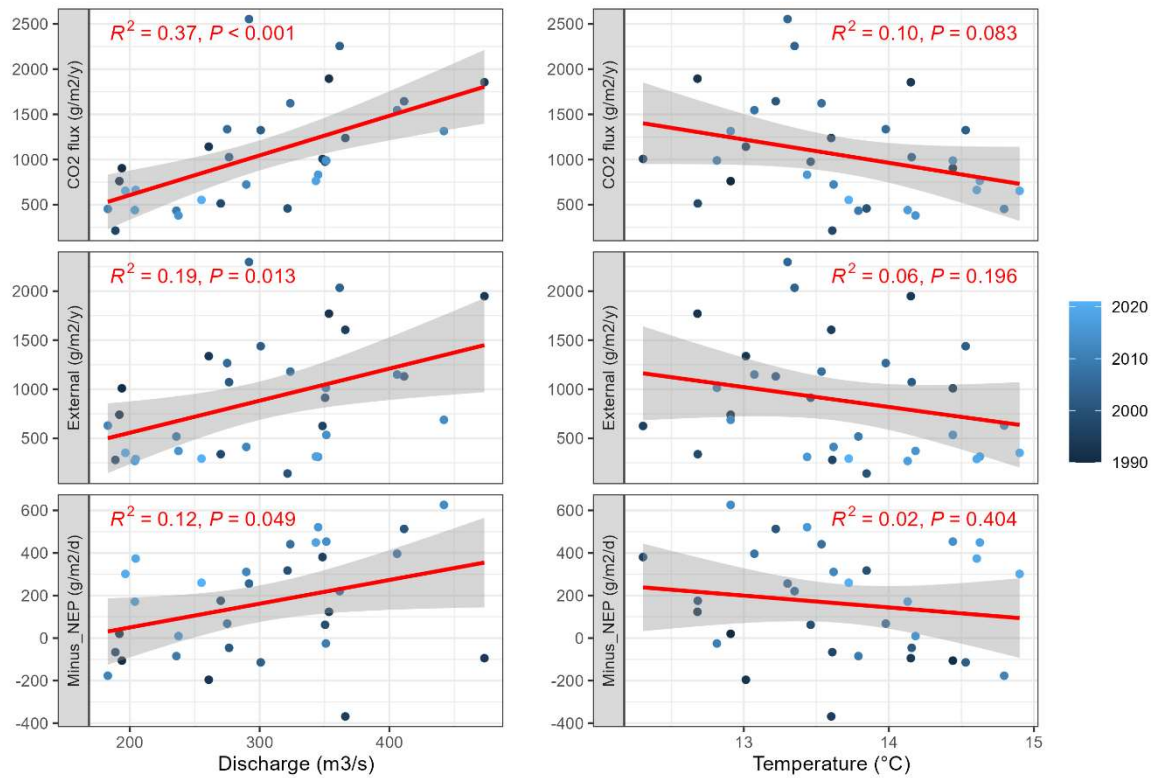 CO2 flux (g/m2/y)
2500
2000
1500
1000
500
R² = 0.37, P < 0.001
CO2 flux (g/m2/y)
2500
2000
1500
1000
500
R² = 0.10, P = 0.083
External (g/m2/y)
2000
1500
1000
500
R² = 0.19, P = 0.013
External (g/m2/y)
2000
1500
1000
500
R² = 0.06, P = 0.196
2020
2010
2000
1990
Minus_NEP (g/m2/d)
600
400
200
0
-200
-400
R² = 0.12, P = 0.049
200
300
400
Discharge (m3/s)
Minus_NEP (g/m2/d)
600
400
200
0
-200
-400
R² = 0.02, P = 0.404
13
14
15
Temperature (°C)